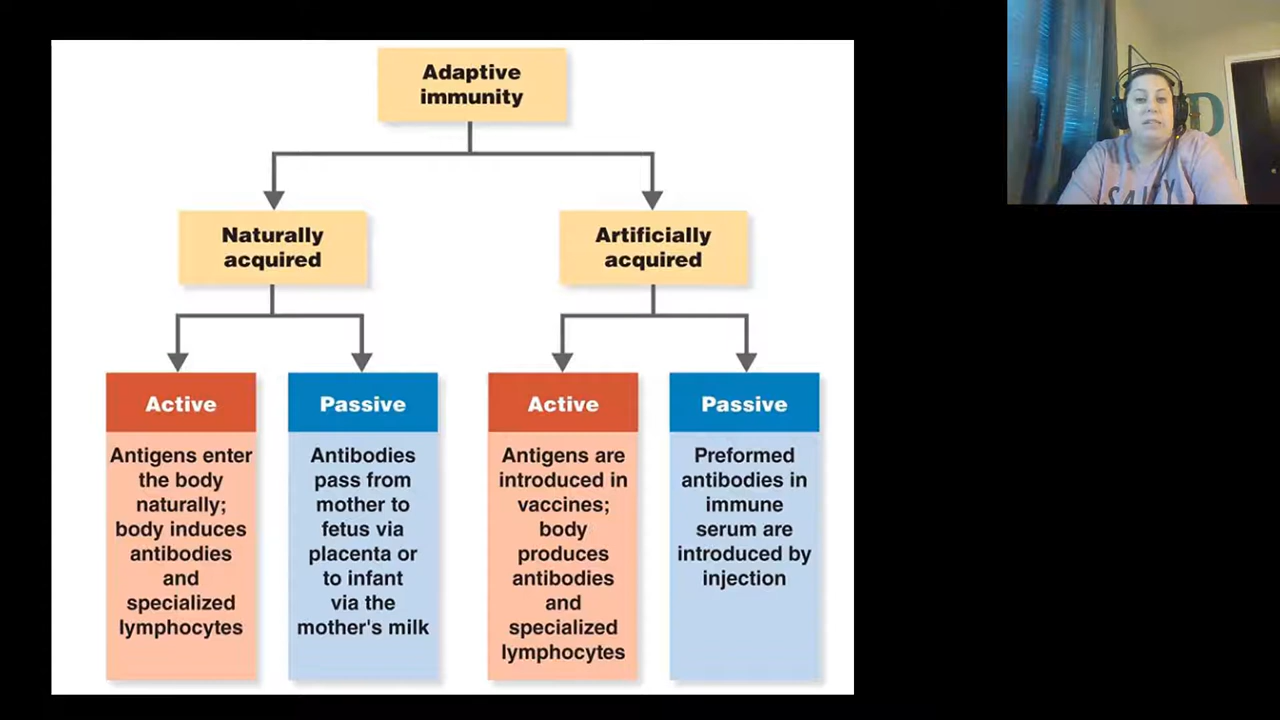 Adaptive
immunity
Naturally
acquired
Artificially
acquired
Active
Antigens enter
the body
naturally;
body induces
antibodies
and
specialized
lymphocytes
Passive
Antibodies
pass from
mother to
fetus via
placenta or
to infant
via the
mother's milk
Active
Antigens are
introduced in
vaccines;
body
produces
antibodies
and
specialized
lymphocytes
Passive
Preformed
antibodies in
immune
serum are
introduced by
injection
D
SALTY